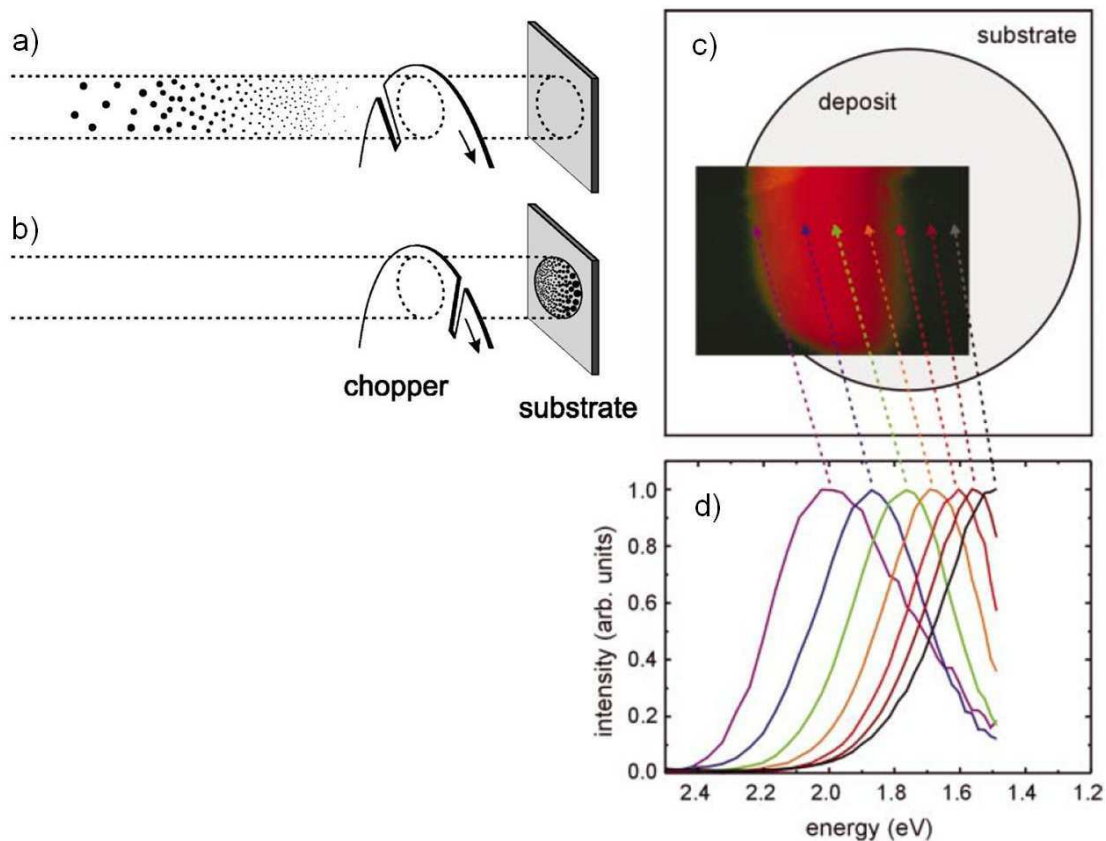 a)
b)
chopper
substrate
c)
substrate
deposit
d)
1.0
0.8
0.6
0.4
0.2
0.0
intensity (arb. units)
2.4 2.2 2.0 1.8 1.6 1.4 1.2
energy (eV)